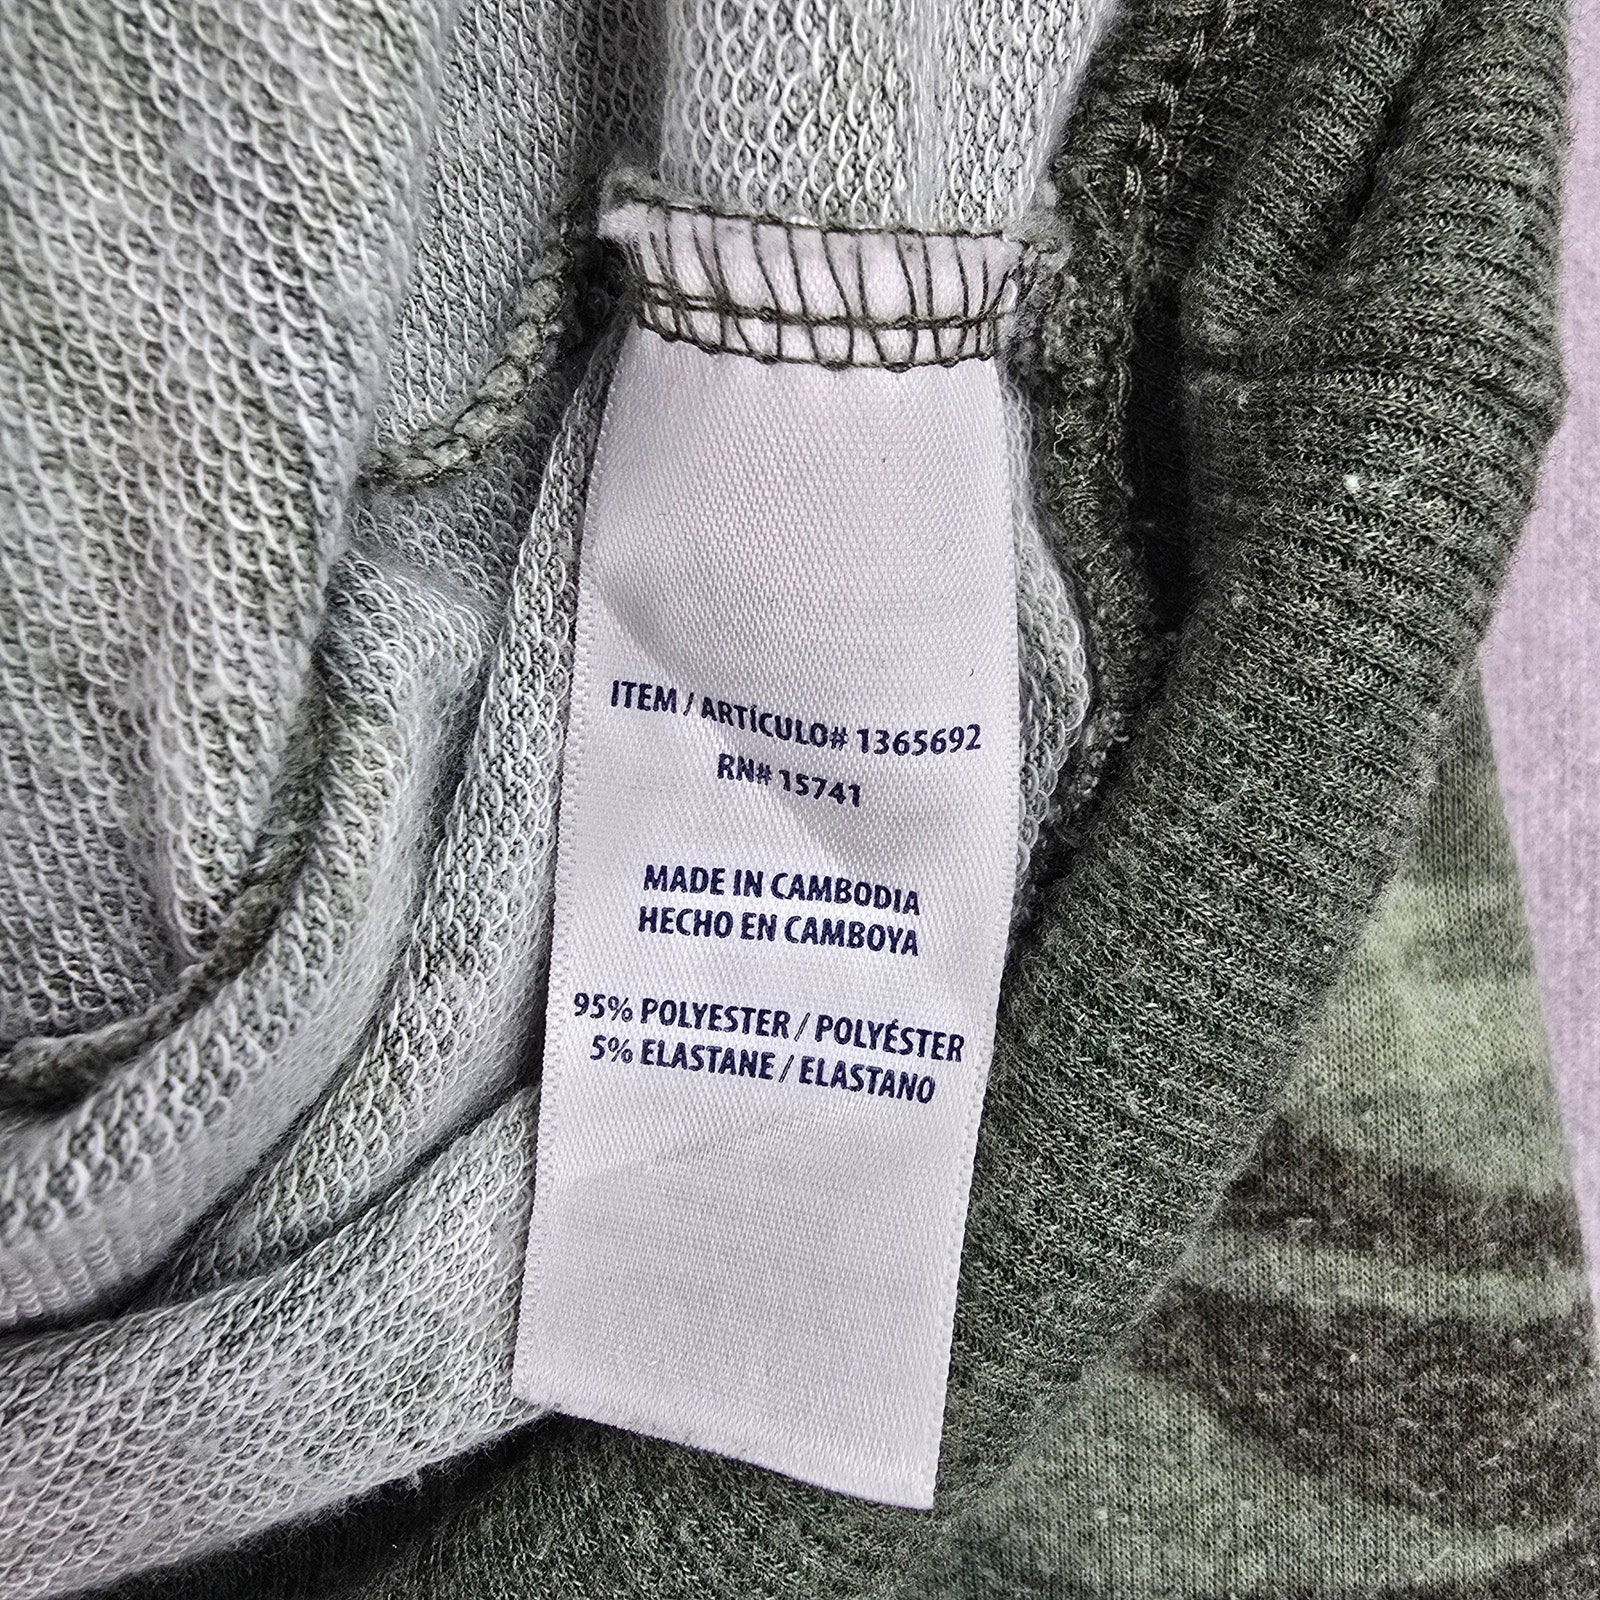 ITEM / ARTÍCULO# 1365692
RN# 15741
MADE IN CAMBODIA
HECHO EN CAMBOYA
95% POLYESTER / POLYÉSTER
5% ELASTANE / ELASTANO